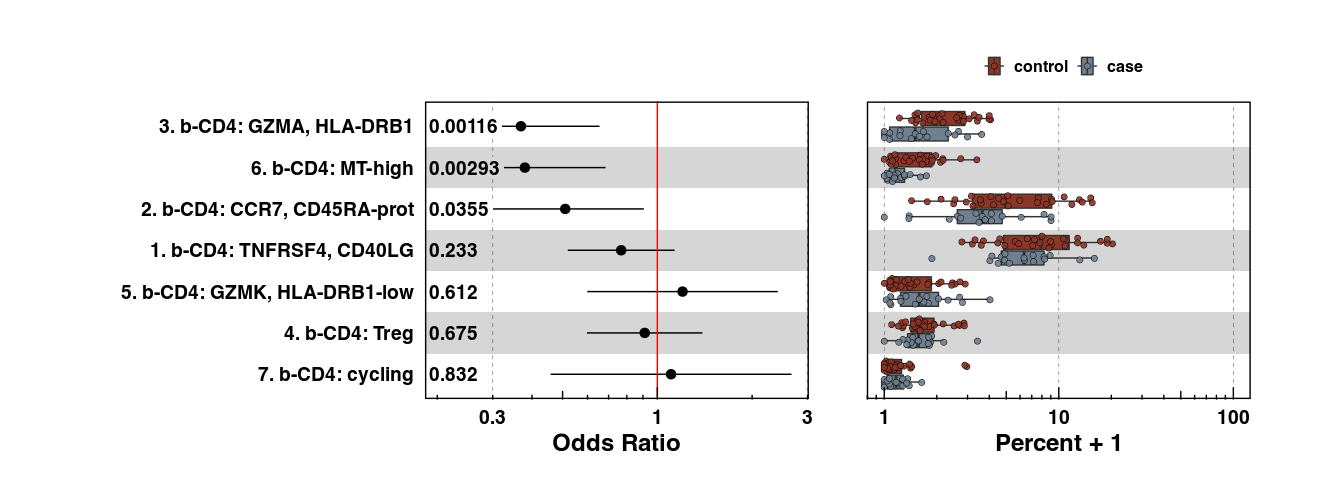 control case
3. b-CD4: GZMA, HLA-DRB1 0.00116
6. b-CD4: MT-high 0.00293
2. b-CD4: CCR7, CD45RA-prot 0.0355
1. b-CD4: TNFRSF4, CD40LG 0.233
5. b-CD4: GZMK, HLA-DRB1-low 0.612
4. b-CD4: Treg 0.675
7. b-CD4: cycling 0.832
0.3 1 3 1 10 100
Odds Ratio Percent + 1